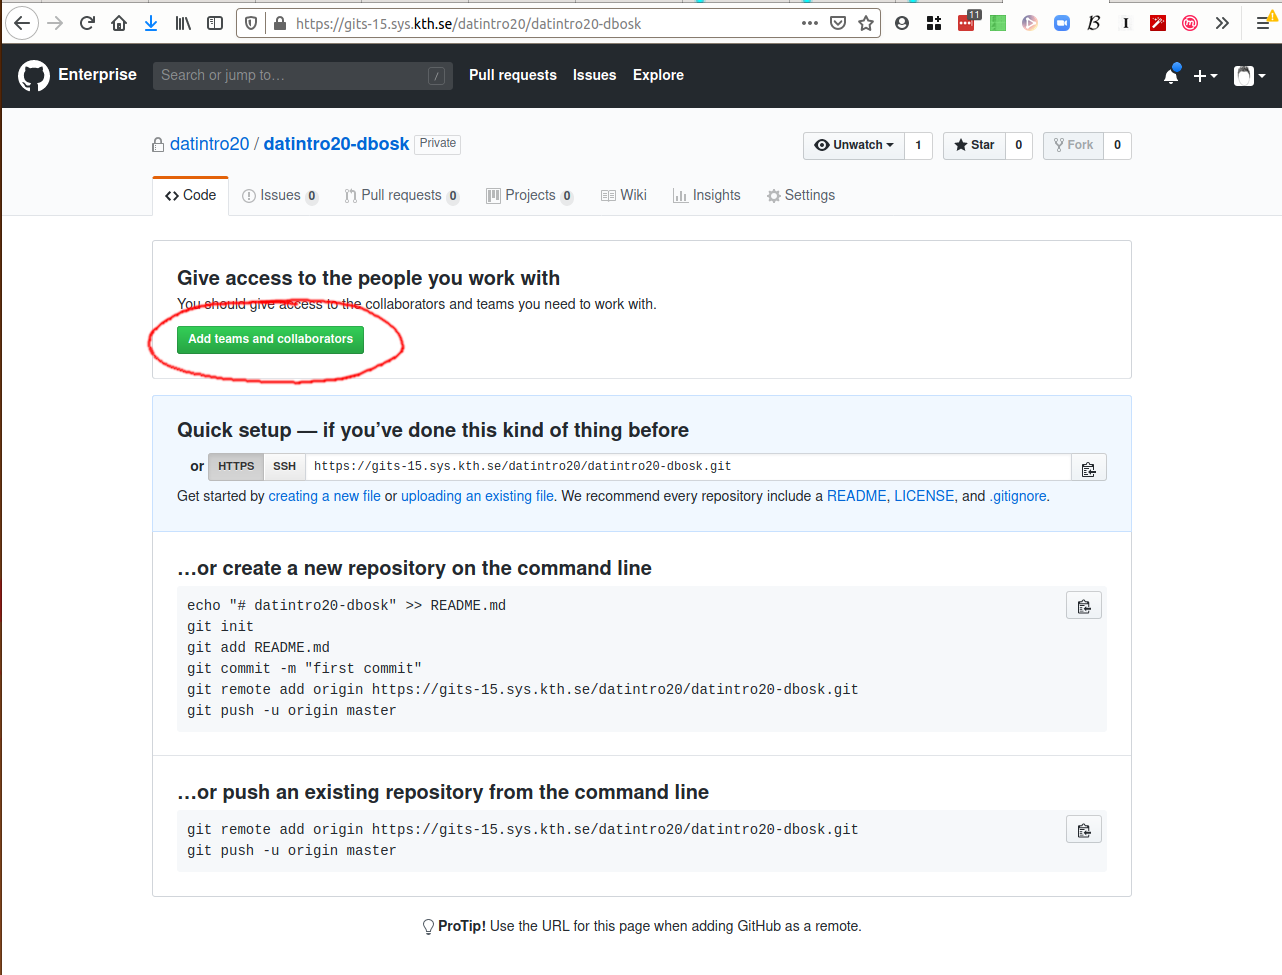 https://gits-15.sys.kth.se/datintro20/datintro20-dbosk
11
Enterprise
Search or jump to…
/
Pull requests
Issues
Explore
datintro20 / datintro20-dbosk
Private
Unwatch
1
Star
0
Fork
0
Code
Issues 0
Pull requests 0
Projects 0
Wiki
Insights
Settings
Give access to the people you work with
You should give access to the collaborators and teams you need to work with.
Add teams and collaborators
Quick setup — if you’ve done this kind of thing before
or HTTPS SSH https://gits-15.sys.kth.se/datintro20/datintro20-dbosk.git
Get started by creating a new file or uploading an existing file. We recommend every repository include a README, LICENSE, and .gitignore.
…or create a new repository on the command line
echo "# datintro20-dbosk" >> README.md
git init
git add README.md
git commit -m "first commit"
git remote add origin https://gits-15.sys.kth.se/datintro20/datintro20-dbosk.git
git push -u origin master
…or push an existing repository from the command line
git remote add origin https://gits-15.sys.kth.se/datintro20/datintro20-dbosk.git
git push -u origin master
ProTip! Use the URL for this page when adding GitHub as a remote.